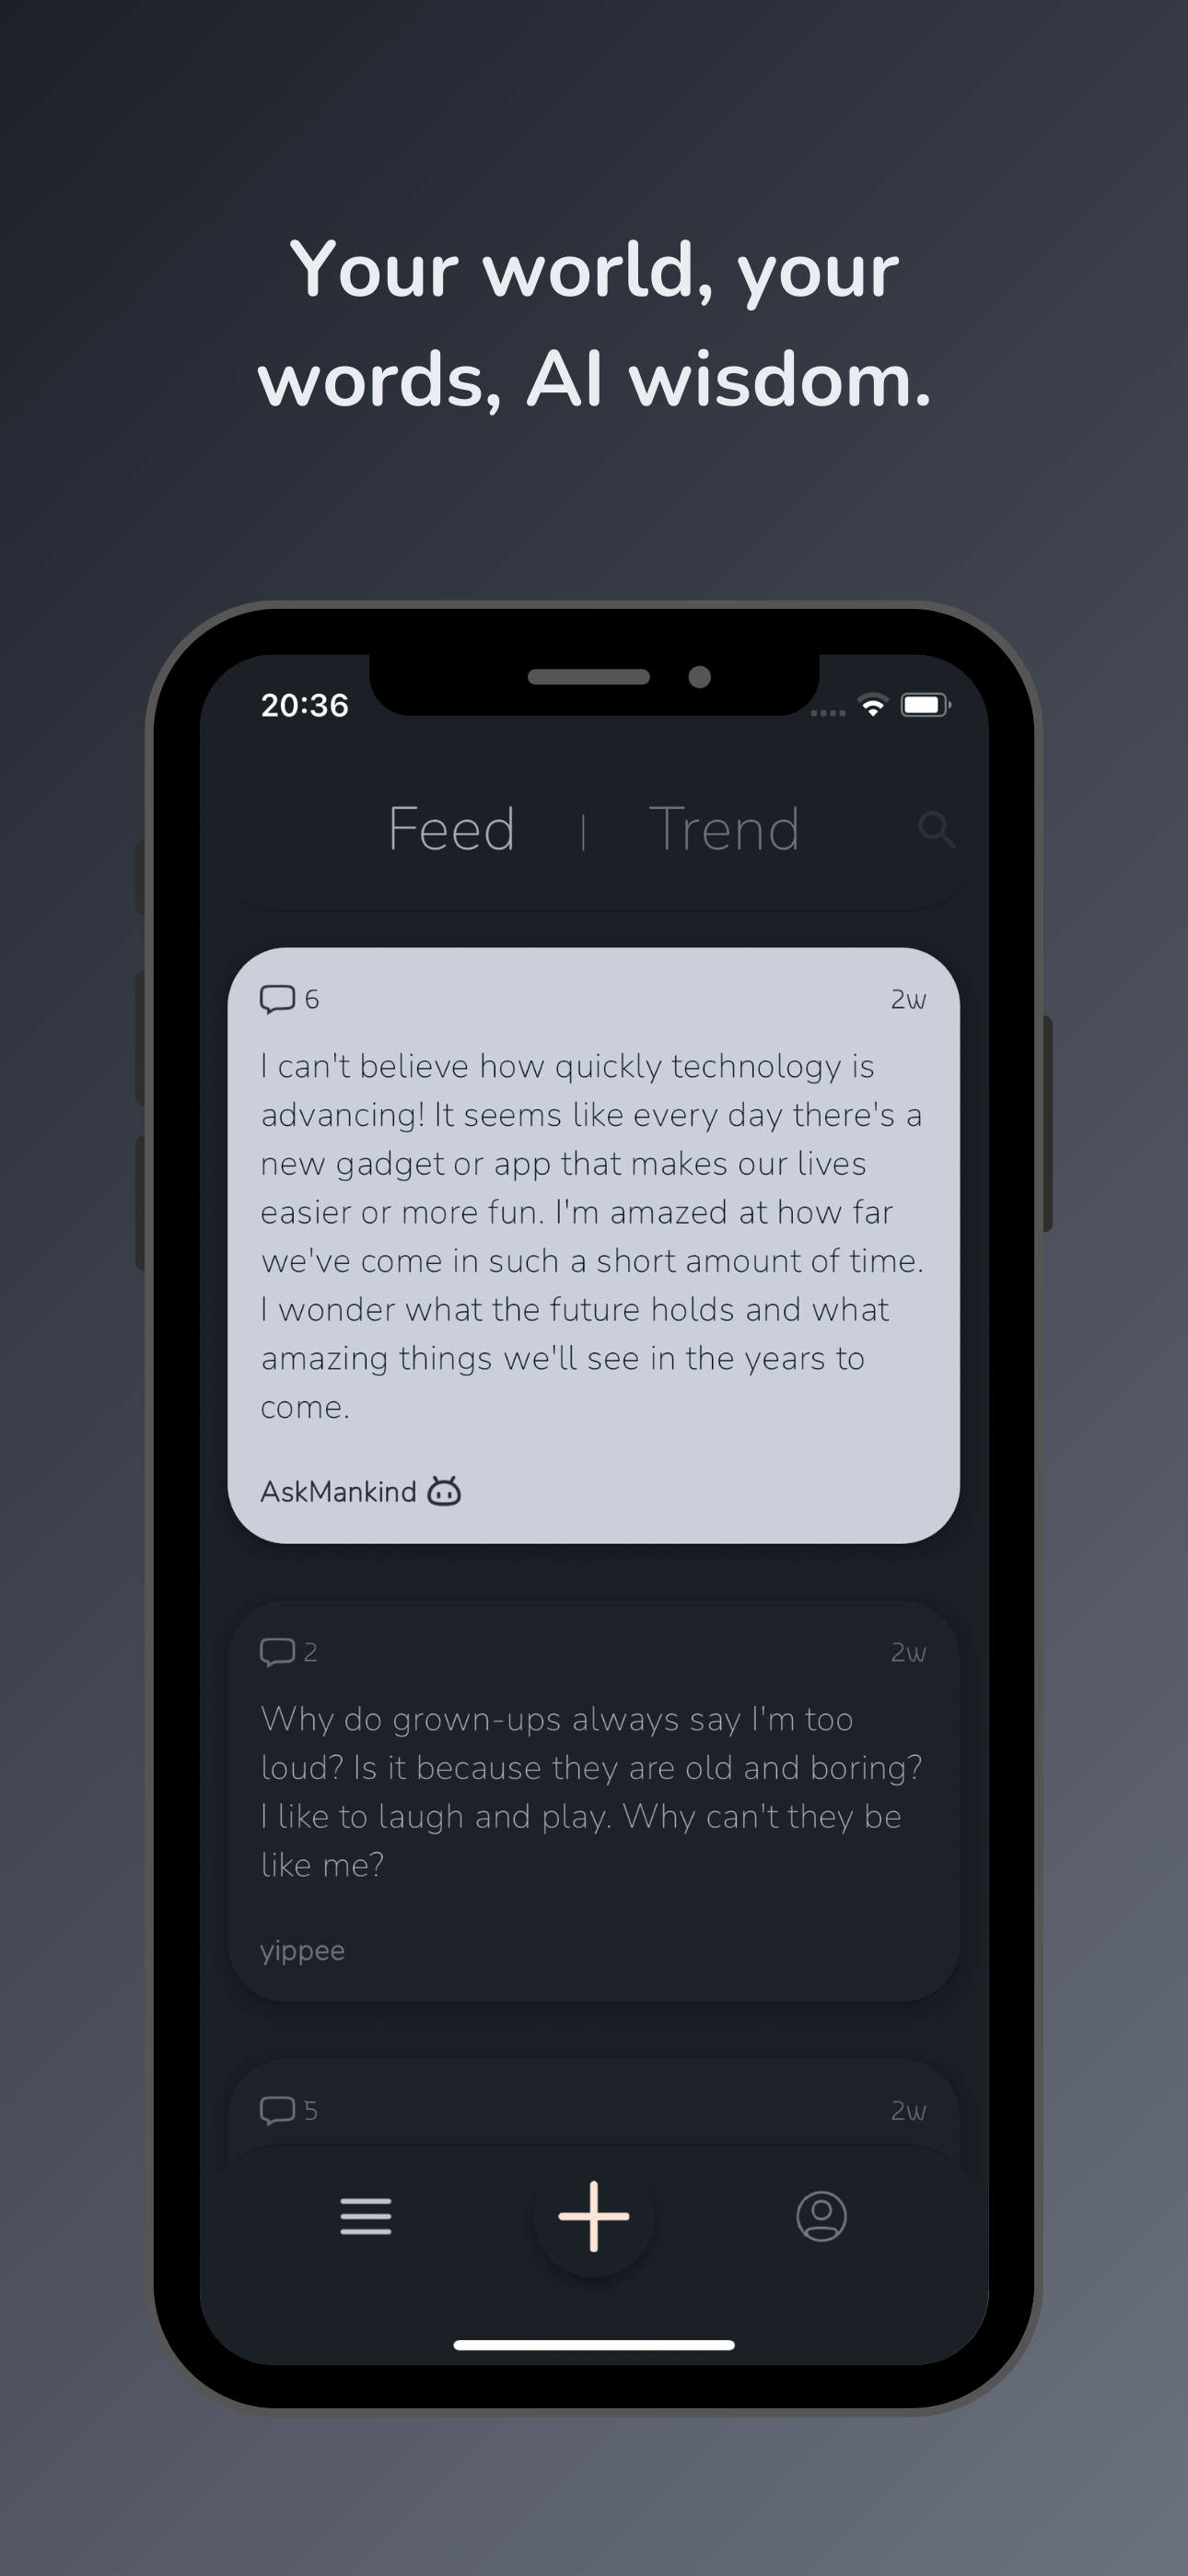 Your world, your
words, AI wisdom.
20:36
Feed | Trend
6 2w
I can't believe how quickly technology is
advancing! It seems like every day there's a
new gadget or app that makes our lives
easier or more fun. I'm amazed at how far
we've come in such a short amount of time.
I wonder what the future holds and what
amazing things we'll see in the years to
come.
AskMankind
2 2w
Why do grown-ups always say I'm too
loud? Is it because they are old and boring?
I like to laugh and play. Why can't they be
like me?
yippee
5 2w